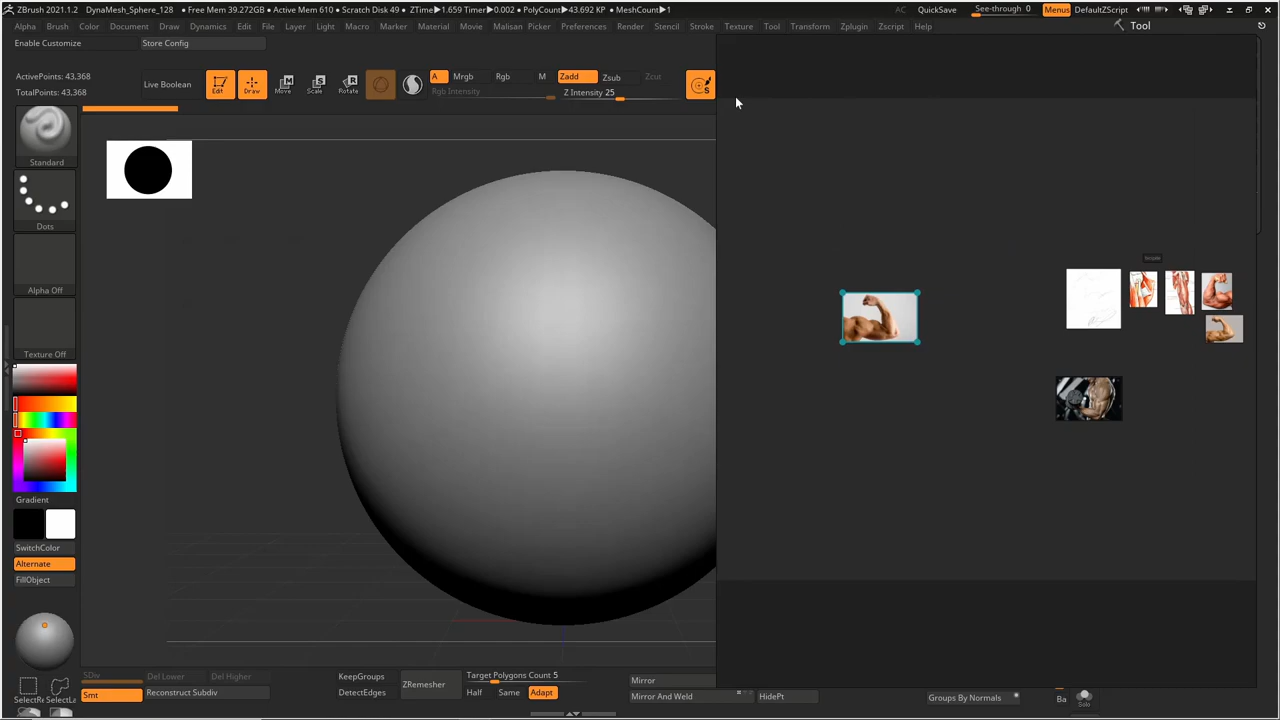 ZBrush 2021.1.2 DynaMesh_Sphere_128 • Free Mem 39.272GB • Active Mem 610 • Scratch Disk 49 • ZTime▶1.659 Timer▶0.002 • PolyCount▶43.692 KP • MeshCount▶1 AC QuickSave See-through 0 Menus DefaultZScript
Alpha Brush Color Document Draw Dynamics Edit File Layer Light Macro Marker Material Movie Malisan Picker Preferences Render Stencil Stroke Texture Tool Transform Zplugin Zscript Help Tool
Enable Customize Store Config
ActivePoints: 43,368
TotalPoints: 43,368
Live Boolean Edit Draw Move Scale Rotate
A Mrgb Rgb M Zadd Zsub Zcut
Rgb Intensity Z Intensity 25
Standard
Dots
Alpha Off
Texture Off
Gradient
SwitchColor
Alternate
FillObject
SDiv Del Lower Del Higher
Smt Reconstruct Subdiv
KeepGroups
DetectEdges
ZRemesher
Target Polygons Count 5
Half Same Adapt
Mirror
Mirror And Weld HidePt
Groups By Normals
Ba Solo
SelectRe SelectLa